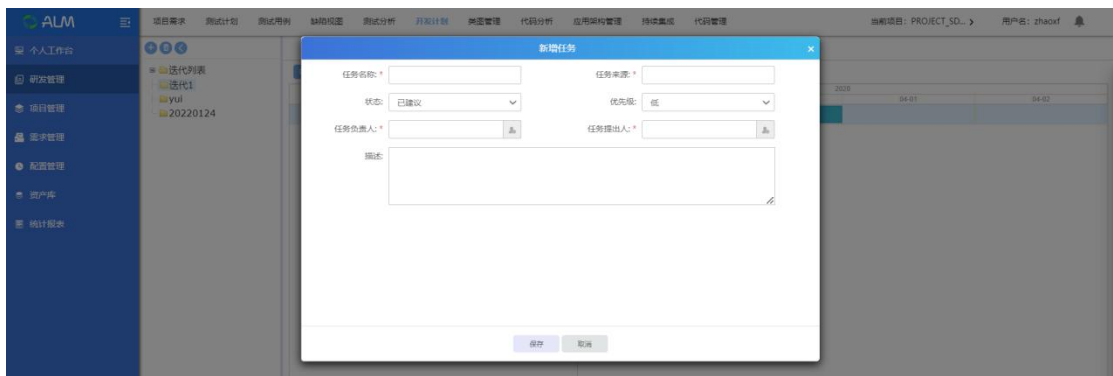 ALM
项目需求 测试计划 测试用例 缺陷视图 测试分析 开发计划 类图管理 代码分析 应用架构管理 持续集成 代码管理
当前项目: PROJECT_SD... 用户名: zhaoxf
个人工作台
研发管理
项目管理
需求管理
配置管理
资产库
统计报表
迭代列表
迭代1
yui
20220124
新增任务
×
任务名称: * 任务来源: *
状态: 已建议 优先级: 低
任务负责人: * 任务提出人: *
描述:
保存 取消
2020
04-01 04-02